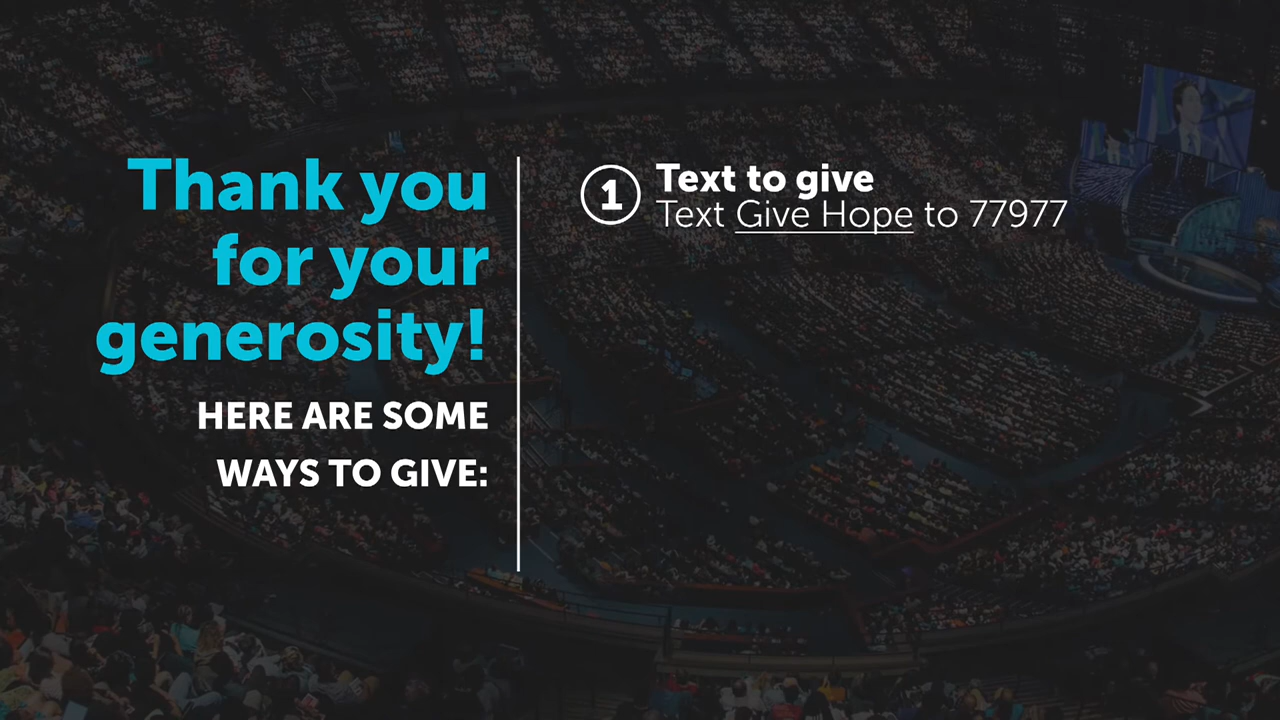 Thank you
for your
generosity!
HERE ARE SOME
WAYS TO GIVE:
1
Text to give
Text Give Hope to 77977